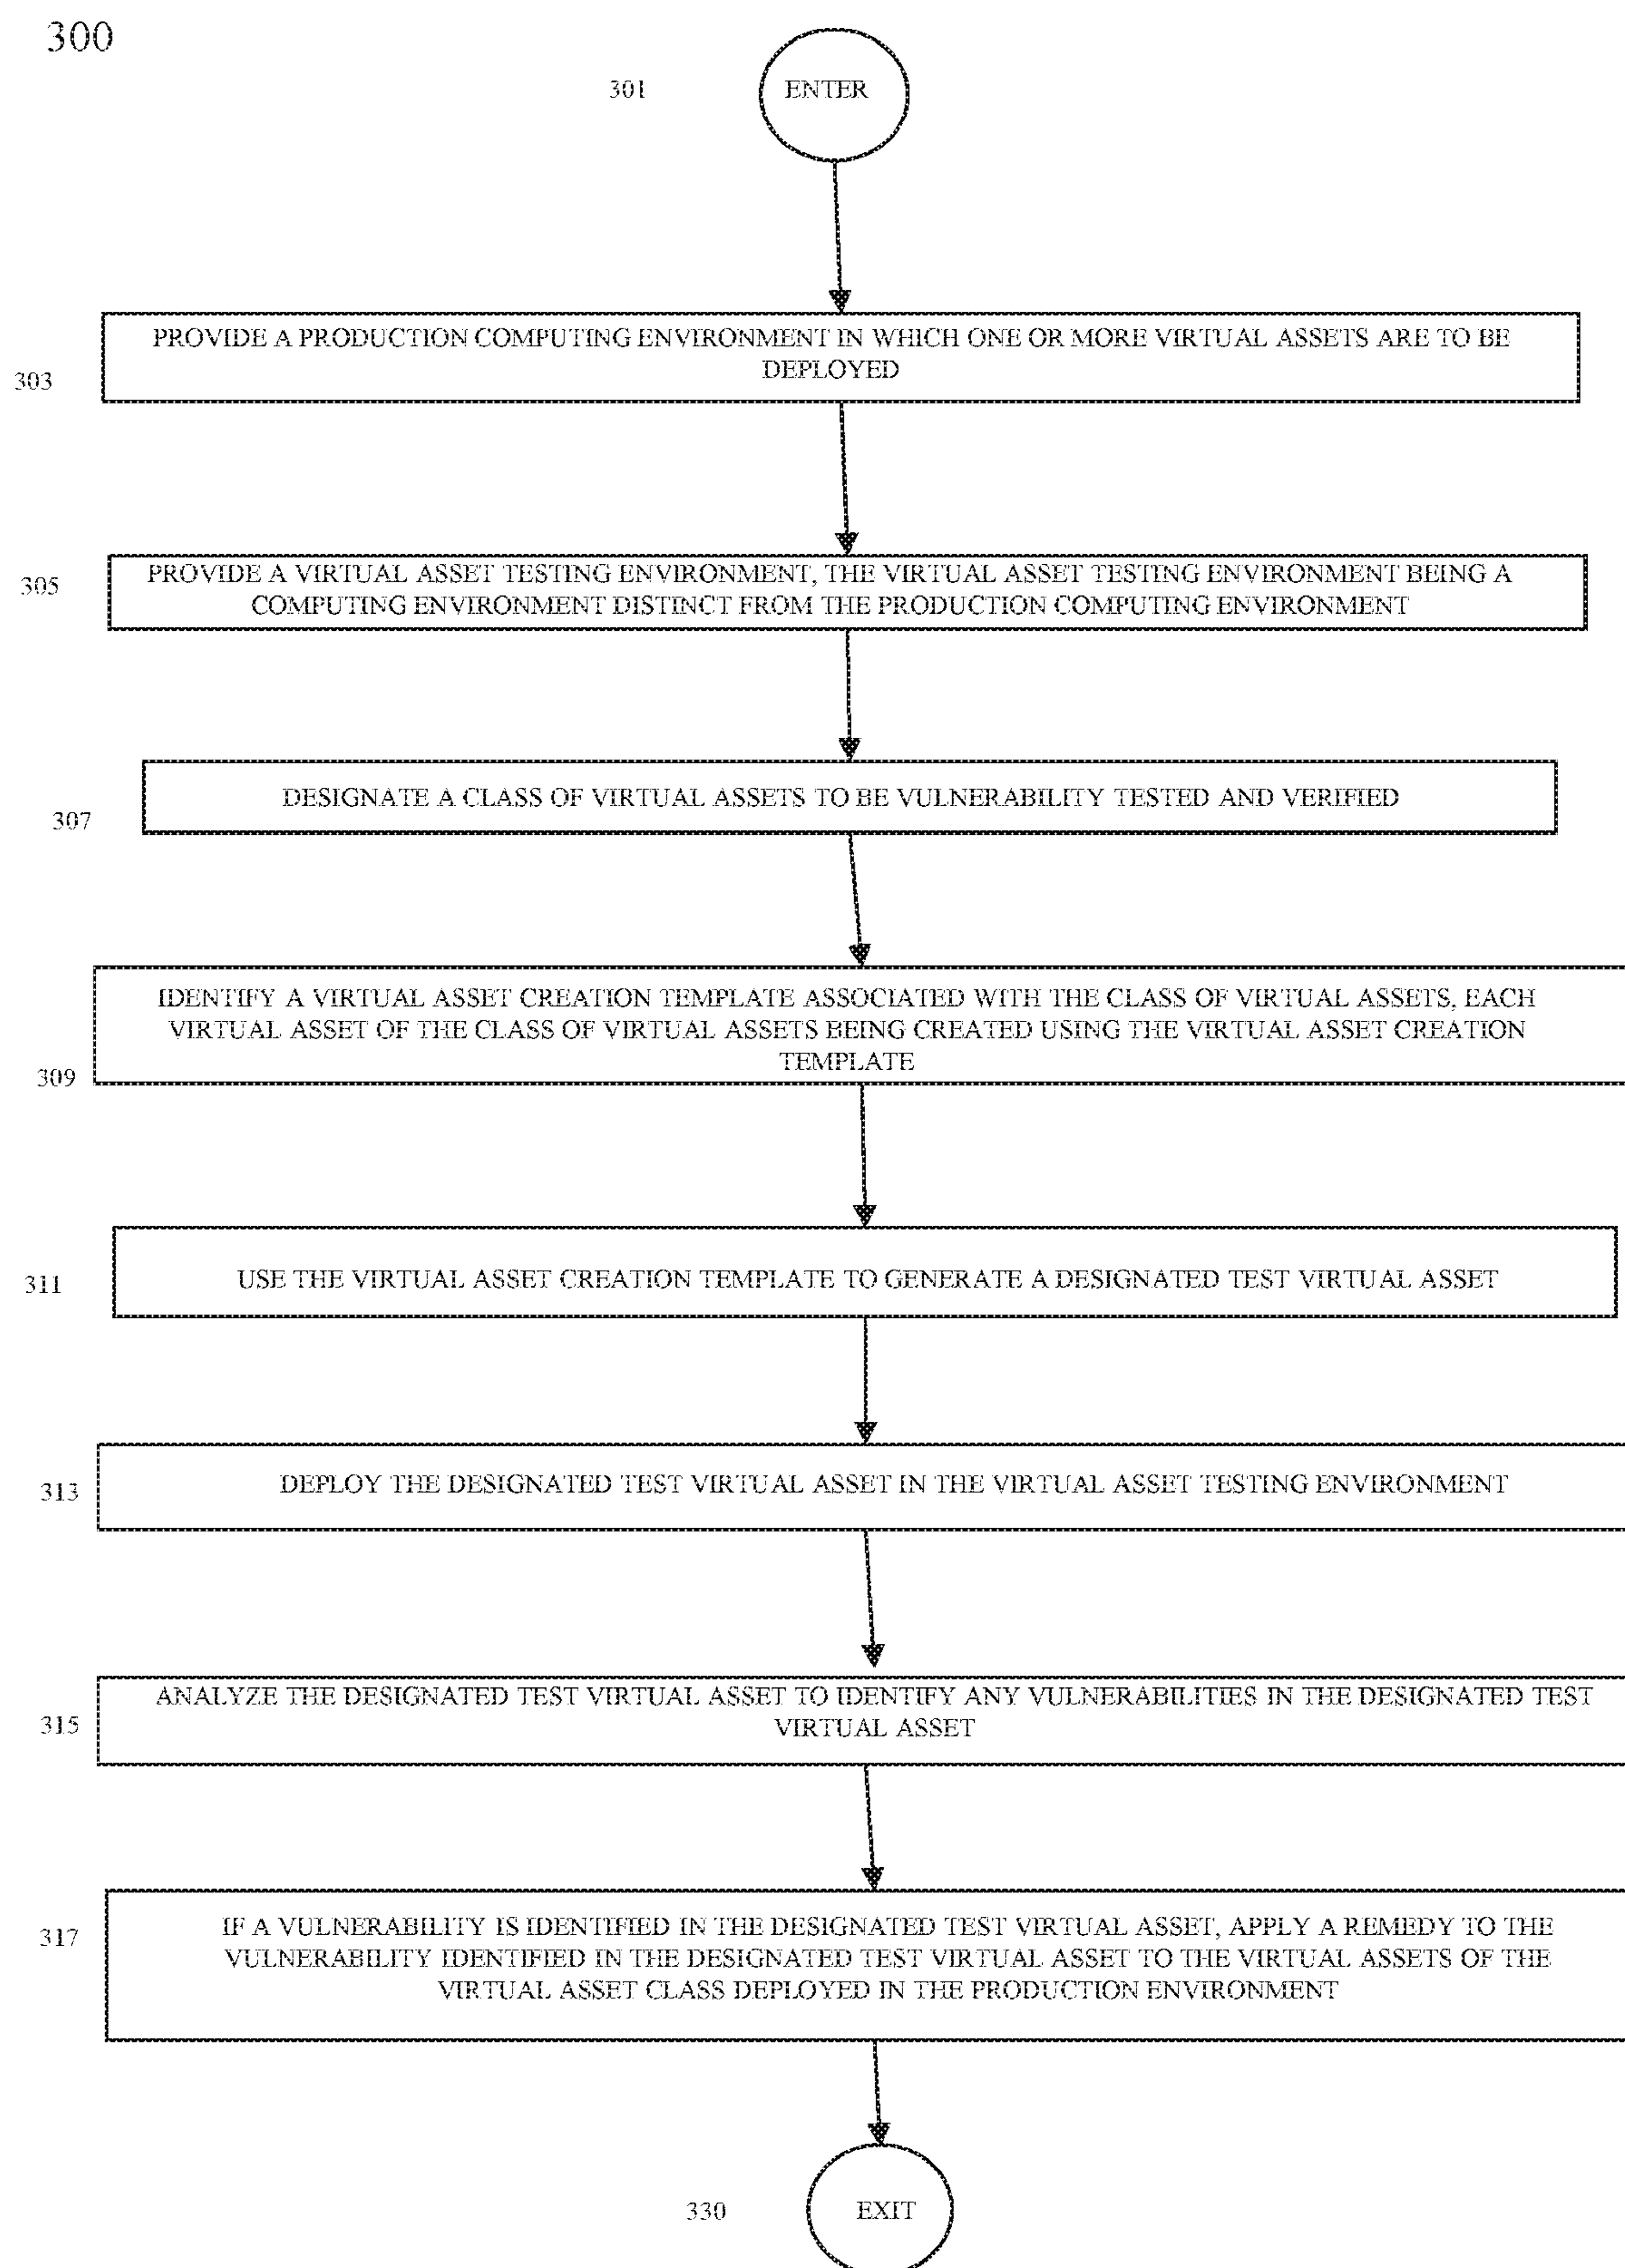 300
301
ENTER
PROVIDE A PRODUCTION COMPUTING ENVIRONMENT IN WHICH ONE OR MORE VIRTUAL ASSETS ARE TO BE
DEPLOYED
303
PROVIDE A VIRTUAL ASSET TESTING ENVIRONMENT, THE VIRTUAL ASSET TESTING ENVIRONMENT BEING A
COMPUTING ENVIRONMENT DISTINCT FROM THE PRODUCTION COMPUTING ENVIRONMENT
305
DESIGNATE A CLASS OF VIRTUAL ASSETS TO BE VULNERABILITY TESTED AND VERIFIED
307
IDENTIFY A VIRTUAL ASSET CREATION TEMPLATE ASSOCIATED WITH THE CLASS OF VIRTUAL ASSETS, EACH
VIRTUAL ASSET OF THE CLASS OF VIRTUAL ASSETS BEING CREATED USING THE VIRTUAL ASSET CREATION
TEMPLATE
309
USE THE VIRTUAL ASSET CREATION TEMPLATE TO GENERATE A DESIGNATED TEST VIRTUAL ASSET
311
DEPLOY THE DESIGNATED TEST VIRTUAL ASSET IN THE VIRTUAL ASSET TESTING ENVIRONMENT
313
ANALYZE THE DESIGNATED TEST VIRTUAL ASSET TO IDENTIFY ANY VULNERABILITIES IN THE DESIGNATED TEST
VIRTUAL ASSET
315
IF A VULNERABILITY IS IDENTIFIED IN THE DESIGNATED TEST VIRTUAL ASSET, APPLY A REMEDY TO THE
VULNERABILITY IDENTIFIED IN THE DESIGNATED TEST VIRTUAL ASSET TO THE VIRTUAL ASSETS OF THE
VIRTUAL ASSET CLASS DEPLOYED IN THE PRODUCTION ENVIRONMENT
317
330
EXIT